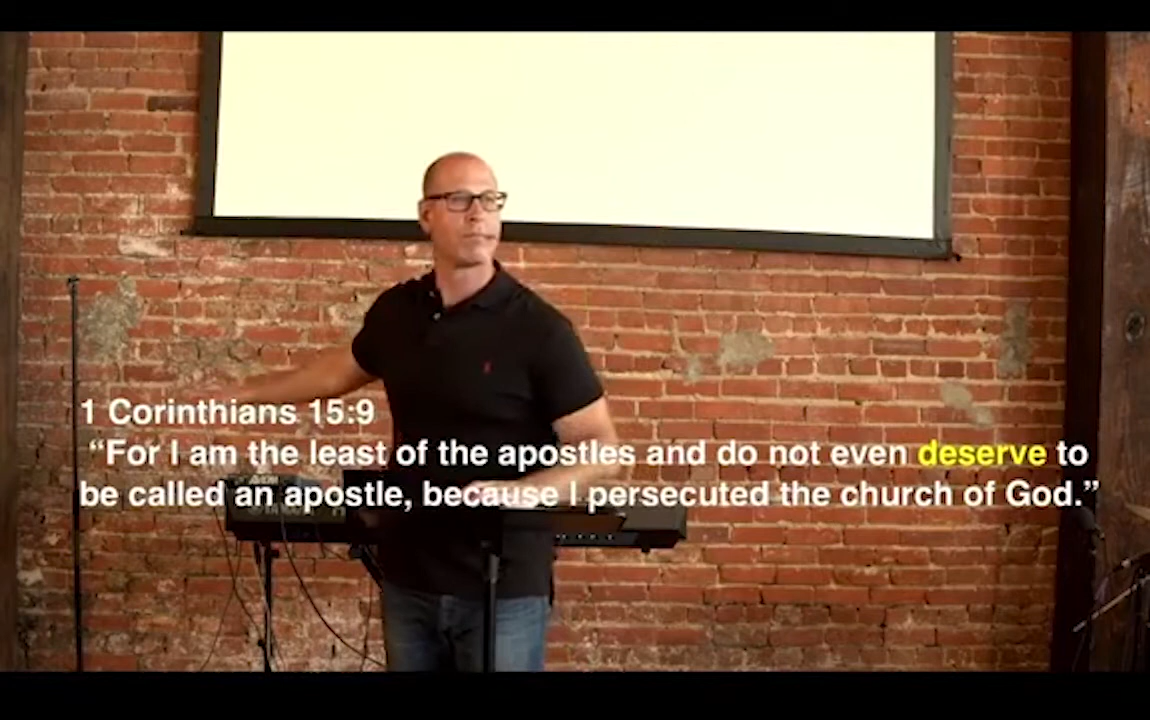 1 Corinthians 15:9
“For I am the least of the apostles and do not even deserve to
be called an apostle, because I persecuted the church of God.”